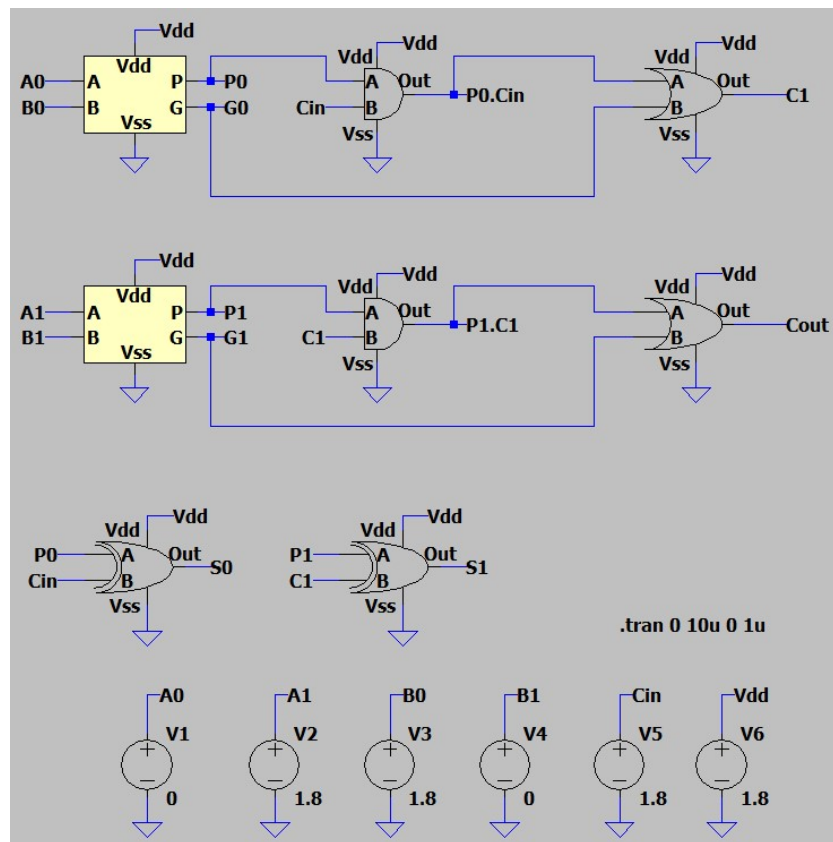 Vdd
Vdd
Vdd
Vdd
Vdd
Vdd
A0 A P P0 A Out A Out
P0.Cin C1
B0 B G G0 Cin B B
Vss
Vss
Vss
Vdd
Vdd
Vdd
Vdd
Vdd
Vdd
A1 A P P1 A Out A Out
P1.C1 Cout
B1 B G G1 C1 B B
Vss
Vss
Vss
Vdd
Vdd
Vdd
Vdd
P0 A Out P1 A Out
S0 S1
Cin B C1 B
Vss
Vss
.tran 0 10u 0 1u
A0 A1 B0 B1 Cin Vdd
V1 V2 V3 V4 V5 V6
0 1.8 1.8 0 1.8 1.8